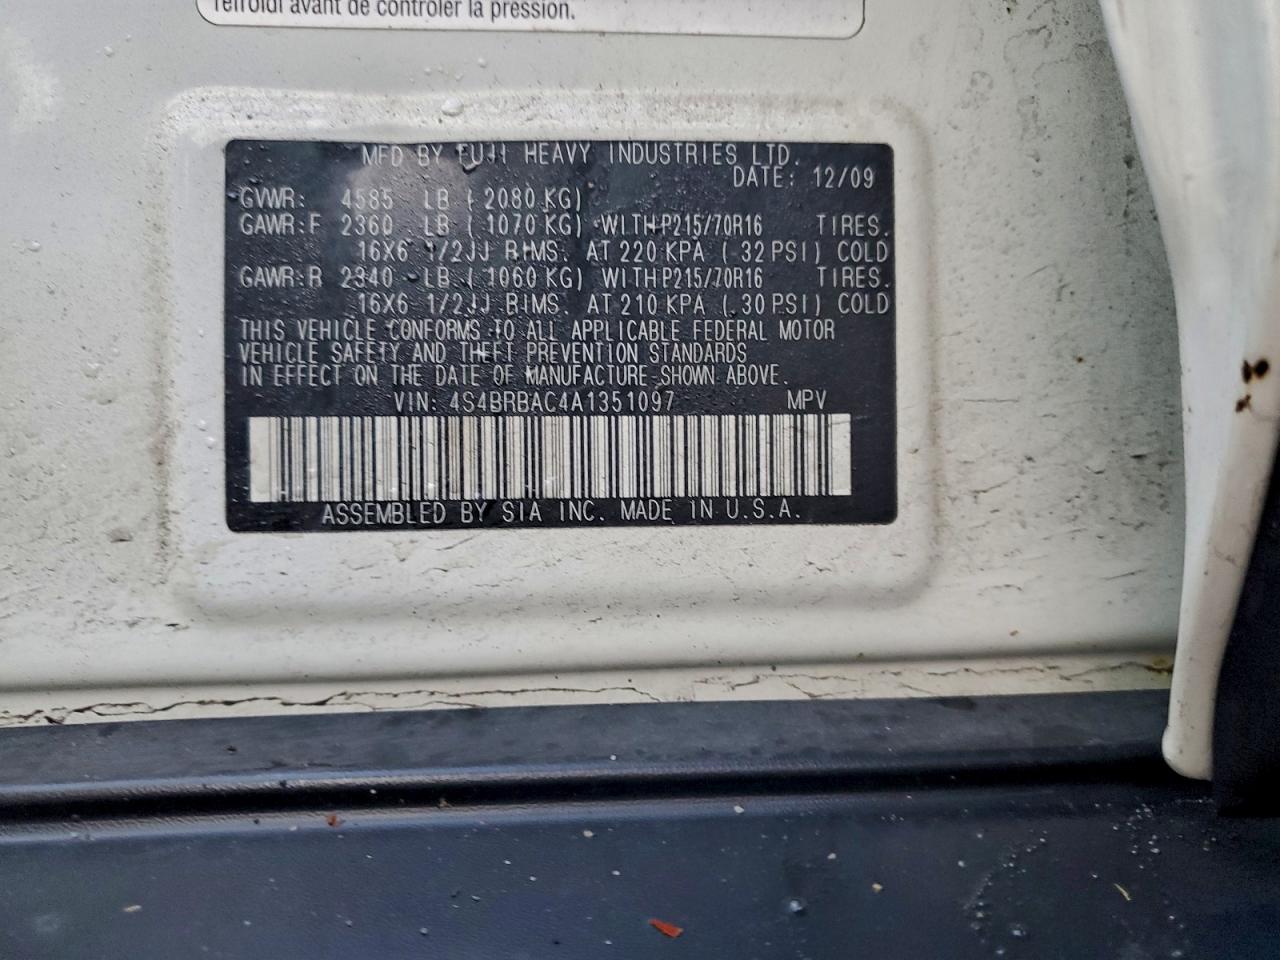 refroidi avant de contrôler la pression.
MFD BY FUJI HEAVY INDUSTRIES LTD.
DATE: 12/09
GVWR: 4585 LB ( 2080 KG)
GAWR:F 2360 LB ( 1070 KG) WITH P215/70R16 TIRES.
16X6 1/2JJ RIMS. AT 220 KPA ( 32 PSI) COLD
GAWR:R 2340 LB ( 1060 KG) WITH P215/70R16 TIRES.
16X6 1/2JJ RIMS. AT 210 KPA ( 30 PSI) COLD
THIS VEHICLE CONFORMS TO ALL APPLICABLE FEDERAL MOTOR
VEHICLE SAFETY AND THEFT PREVENTION STANDARDS
IN EFFECT ON THE DATE OF MANUFACTURE SHOWN ABOVE.
VIN: 4S4BRBAC4A1351097 MPV
ASSEMBLED BY SIA INC. MADE IN U.S.A.